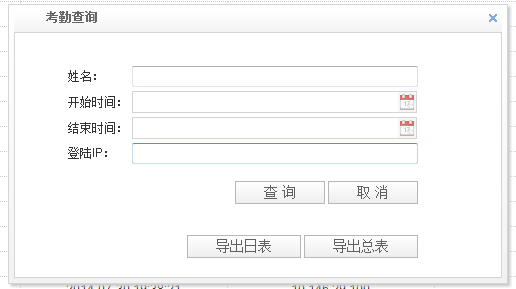 考勤查询
姓名：
开始时间：
结束时间：
登陆IP：
查 询 取 消
导出日表 导出总表